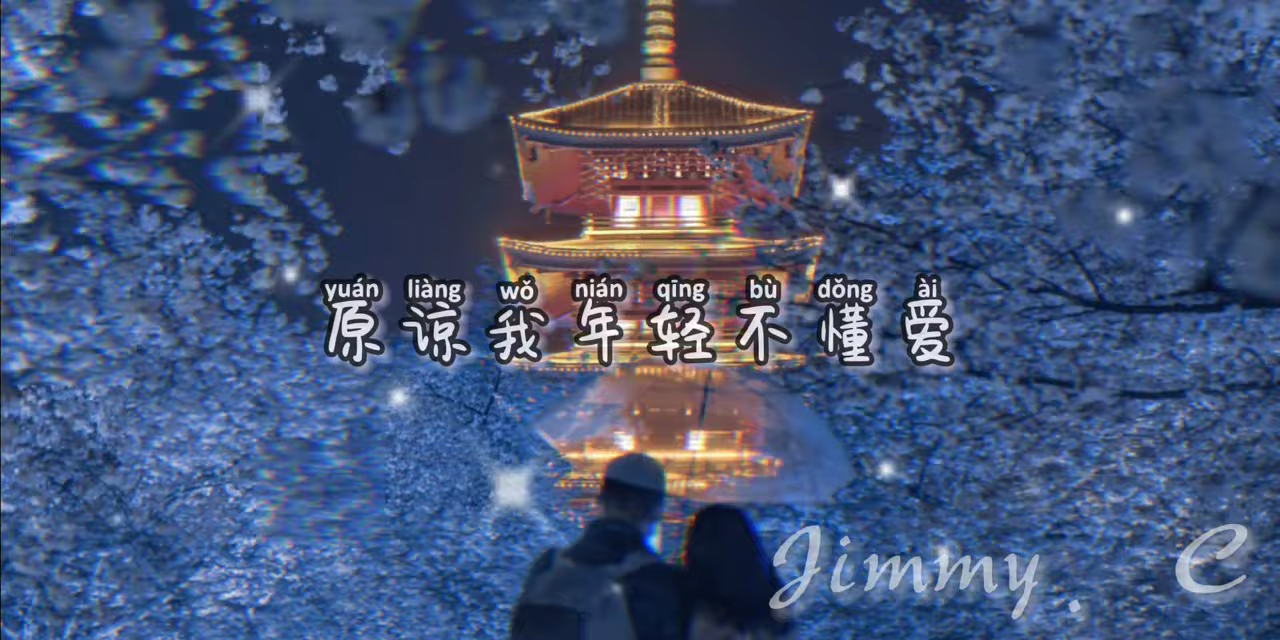 yuán liàng wǒ nián qīng bù dǒng ài
原谅我年轻不懂爱
Jimmy . C